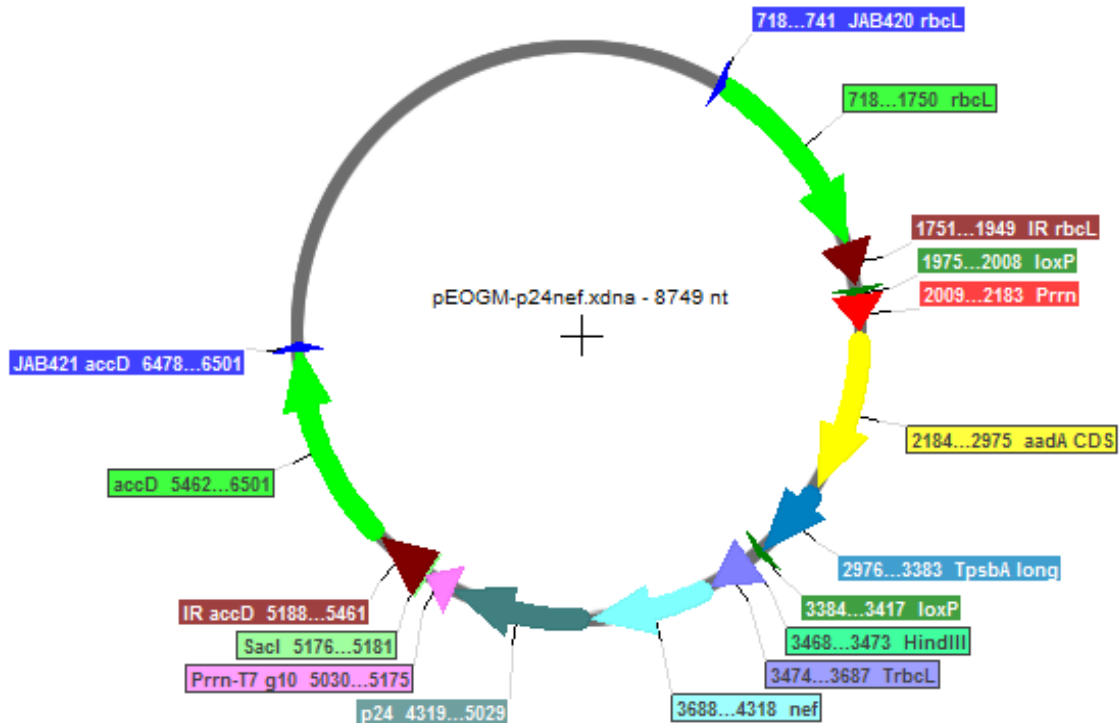 718...741 JAB420 rbcL
718...1750 rbcL
1751...1949 IR rbcL
1975...2008 loxP
2009...2183 Prrn
pEOGM-p24nef.xdna - 8749 nt
JAB421 accD 6478...6501
2184...2975 aadA CDS
accD 5462...6501
2976...3383 TpsbA long
IR accD 5188...5461
3384...3417 loxP
SacI 5176...5181
3468...3473 HindIII
Prrn-T7 g10 5030...5175
3474...3687 TrbcL
p24 4319...5029
3688...4318 nef